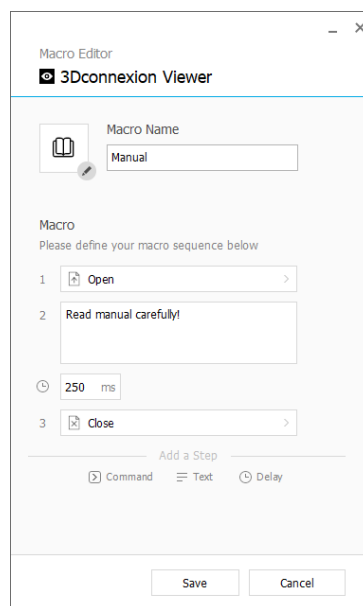 Macro Editor
3Dconnexion Viewer
Macro Name
Manual
Macro
Please define your macro sequence below
1 Open
2 Read manual carefully!
250 ms
3 Close
Add a Step
Command Text Delay
Save Cancel